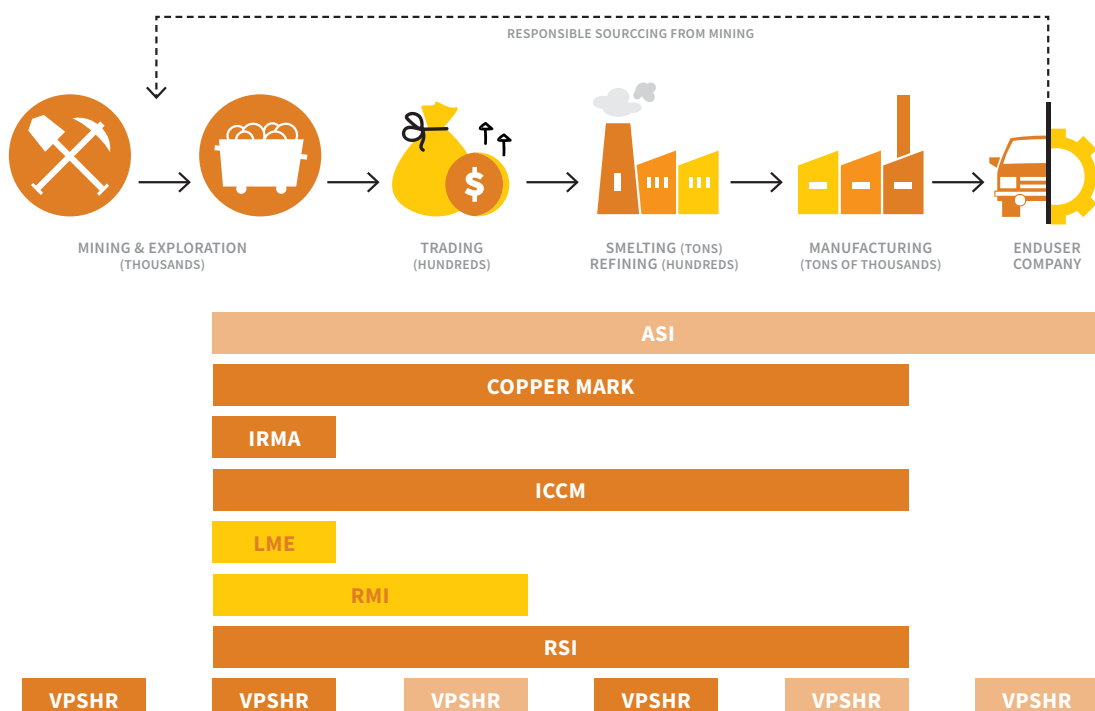 RESPONSIBLE SOURCCING FROM MINING
$
MINING & EXPLORATION
(THOUSANDS)
TRADING
(HUNDREDS)
SMELTING (TONS)
REFINING (HUNDREDS)
MANUFACTURING
(TONS OF THOUSANDS)
ENDUSER
COMPANY
ASI
COPPER MARK
IRMA
ICCM
LME
RMI
RSI
VPSHR VPSHR VPSHR VPSHR VPSHR VPSHR